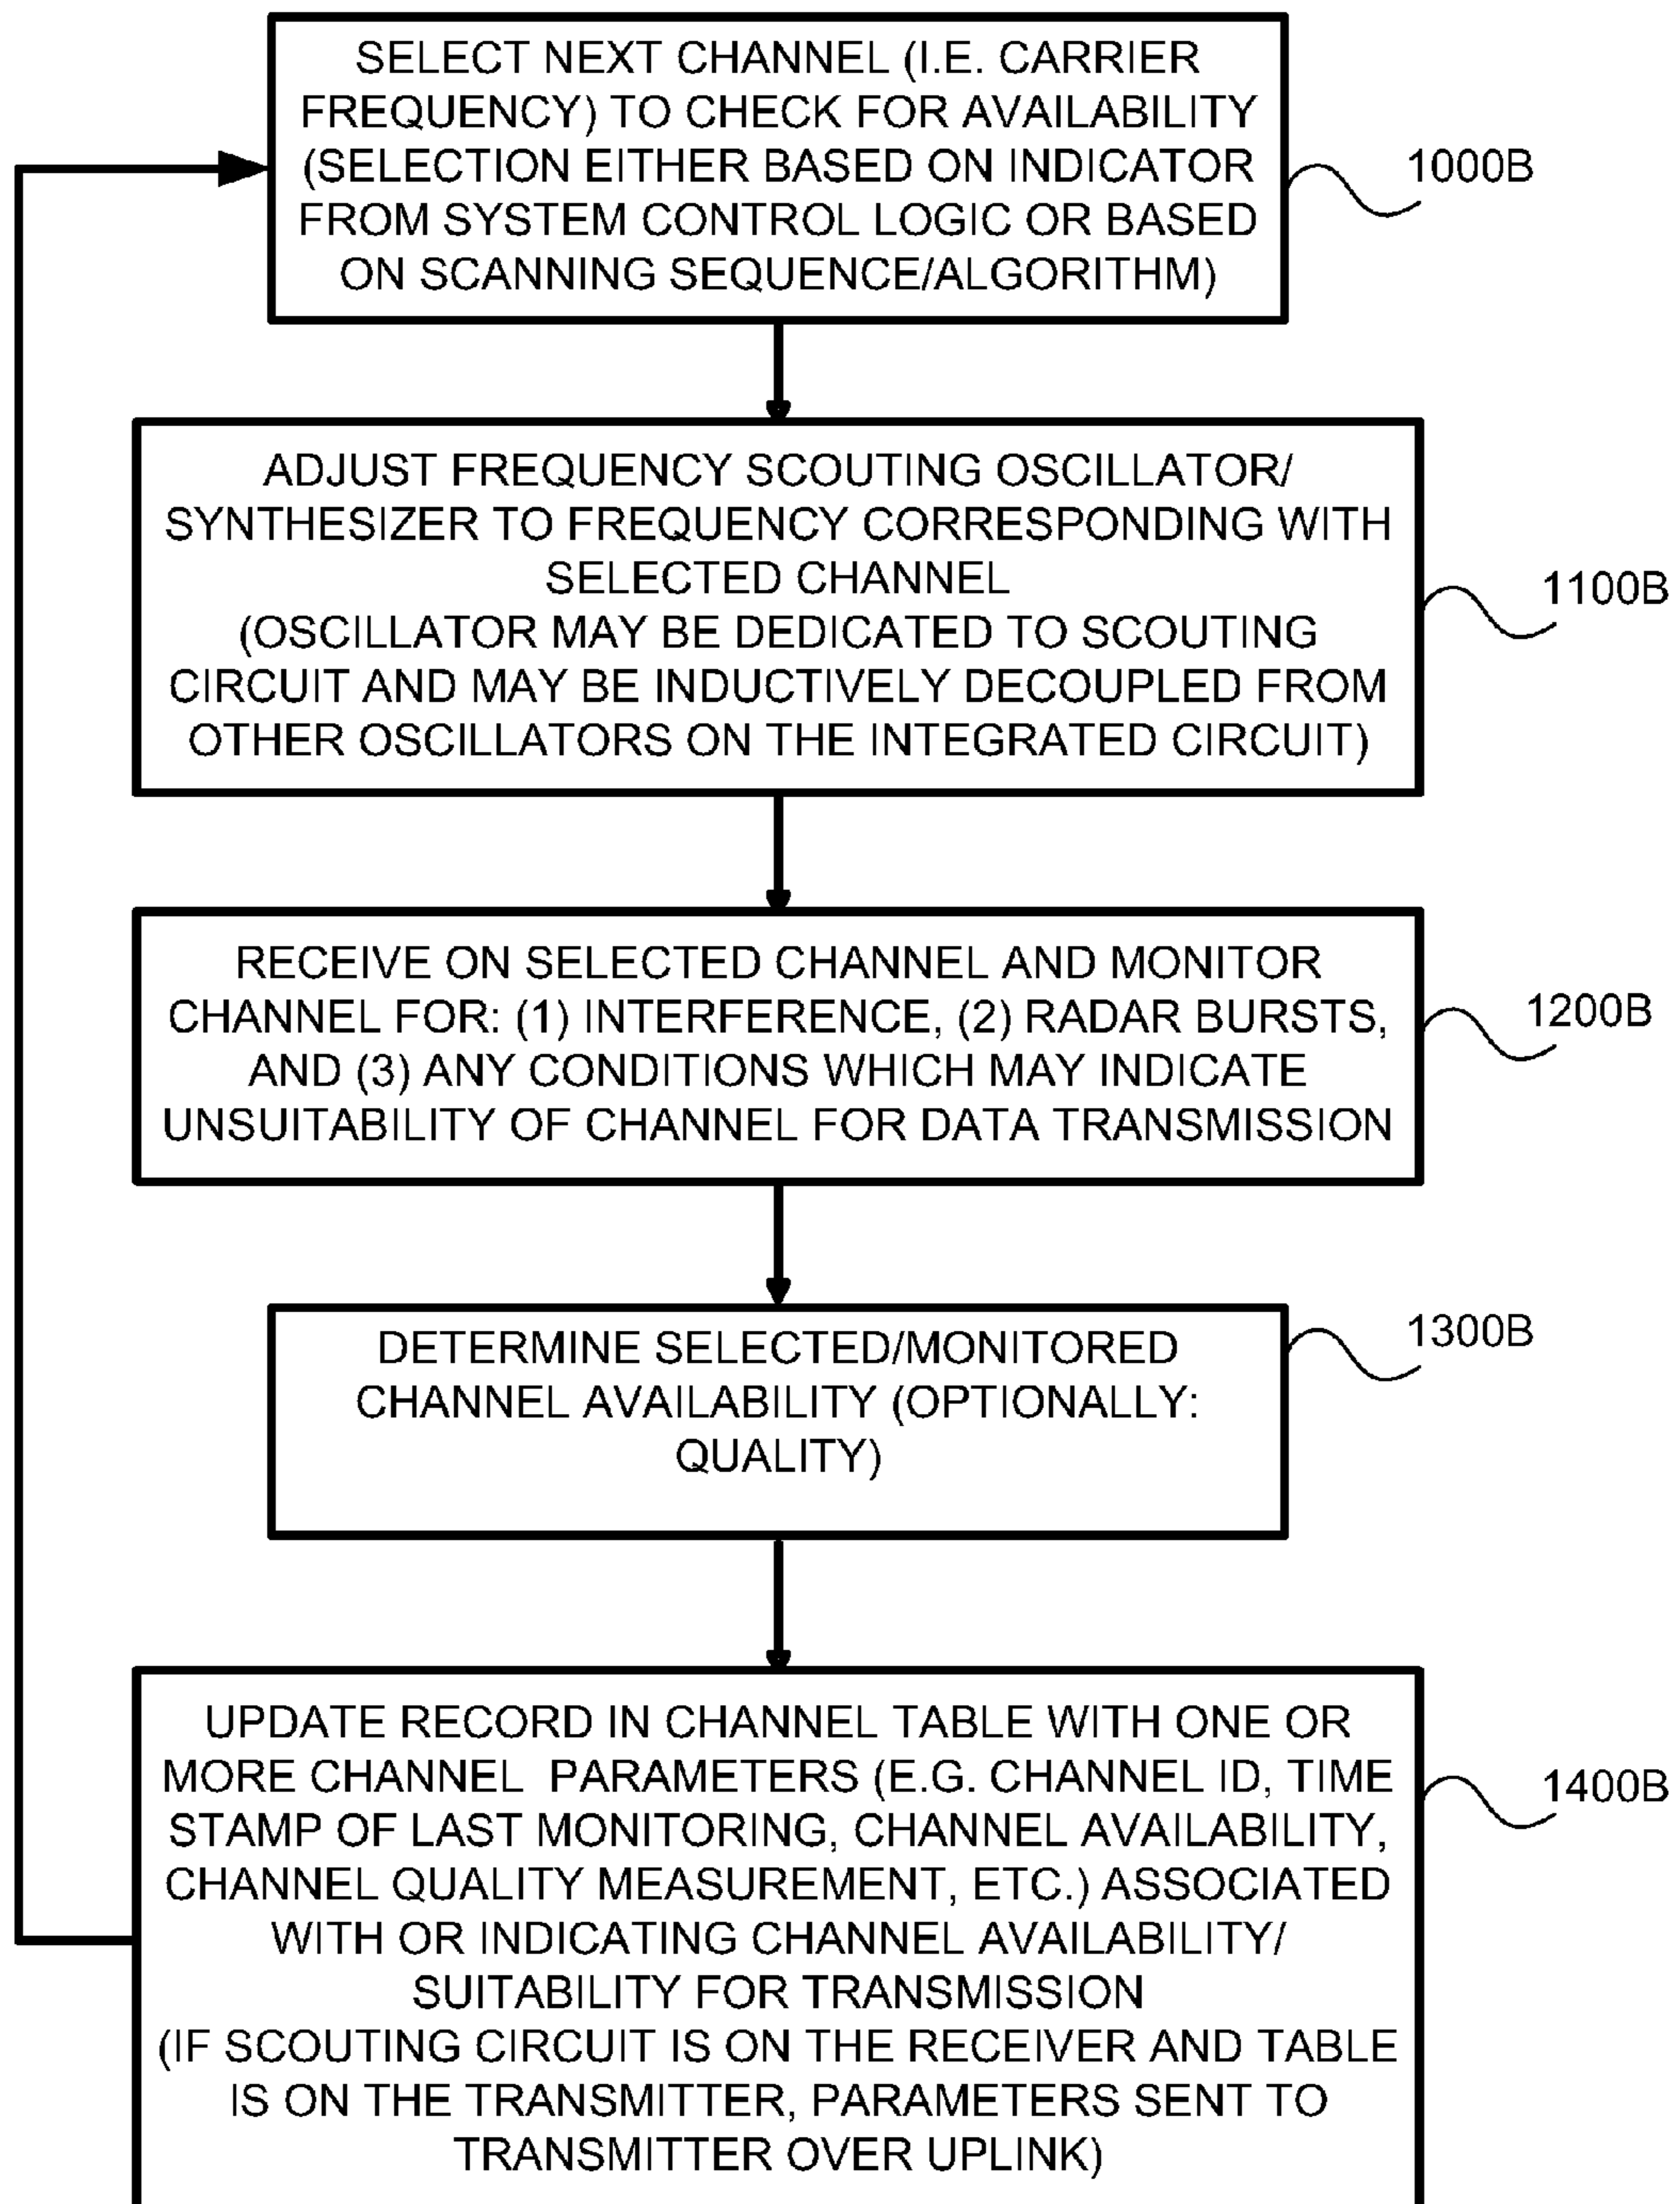 SELECT NEXT CHANNEL (I.E. CARRIER
FREQUENCY) TO CHECK FOR AVAILABILITY
(SELECTION EITHER BASED ON INDICATOR
FROM SYSTEM CONTROL LOGIC OR BASED
ON SCANNING SEQUENCE/ALGORITHM)
1000B
ADJUST FREQUENCY SCOUTING OSCILLATOR/
SYNTHESIZER TO FREQUENCY CORRESPONDING WITH
SELECTED CHANNEL
(OSCILLATOR MAY BE DEDICATED TO SCOUTING
CIRCUIT AND MAY BE INDUCTIVELY DECOUPLED FROM
OTHER OSCILLATORS ON THE INTEGRATED CIRCUIT)
1100B
RECEIVE ON SELECTED CHANNEL AND MONITOR
CHANNEL FOR: (1) INTERFERENCE, (2) RADAR BURSTS,
AND (3) ANY CONDITIONS WHICH MAY INDICATE
UNSUITABILITY OF CHANNEL FOR DATA TRANSMISSION
1200B
DETERMINE SELECTED/MONITORED
CHANNEL AVAILABILITY (OPTIONALLY:
QUALITY)
1300B
UPDATE RECORD IN CHANNEL TABLE WITH ONE OR
MORE CHANNEL PARAMETERS (E.G. CHANNEL ID, TIME
STAMP OF LAST MONITORING, CHANNEL AVAILABILITY,
CHANNEL QUALITY MEASUREMENT, ETC.) ASSOCIATED
WITH OR INDICATING CHANNEL AVAILABILITY/
SUITABILITY FOR TRANSMISSION
(IF SCOUTING CIRCUIT IS ON THE RECEIVER AND TABLE
IS ON THE TRANSMITTER, PARAMETERS SENT TO
TRANSMITTER OVER UPLINK)
1400B